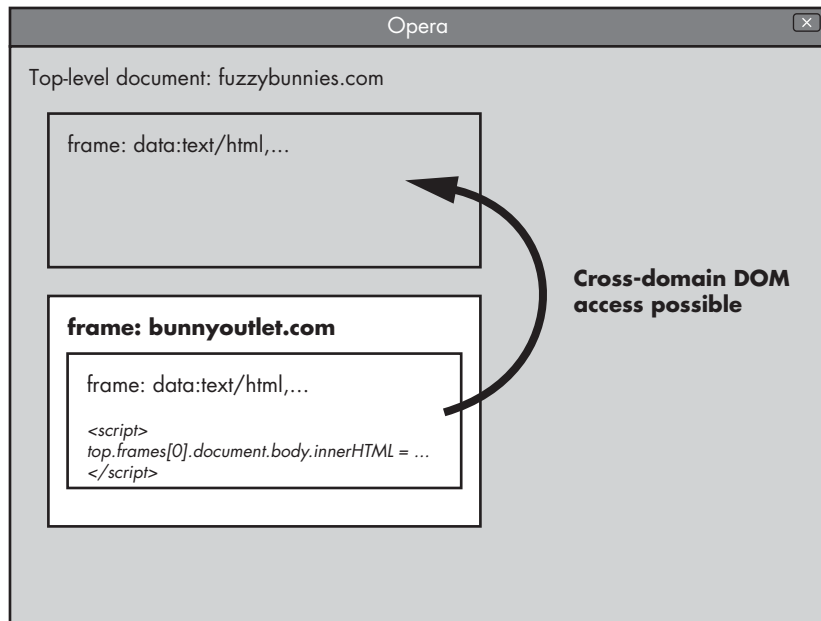 Opera
Top-level document: fuzzybunnies.com
frame: data:text/html,...
Cross-domain DOM
access possible
frame: bunnyoutlet.com
frame: data:text/html,...
<script>
top.frames[0].document.body.innerHTML = ...
</script>